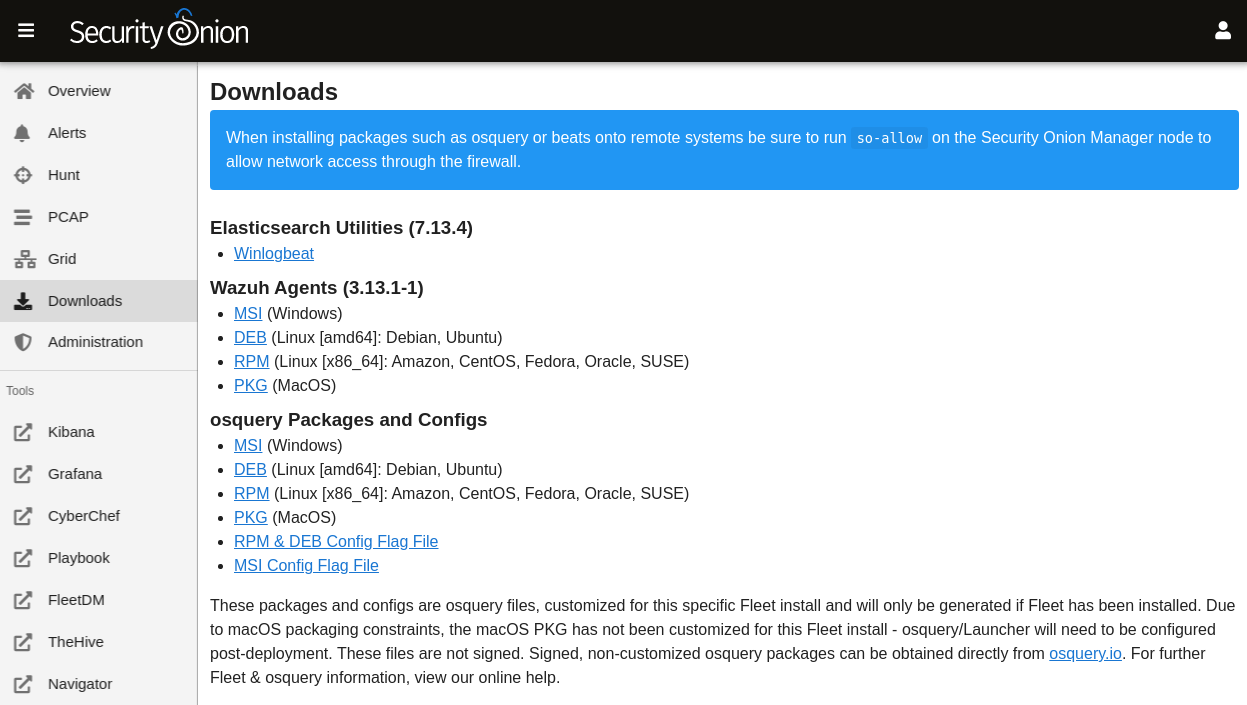 Security Onion
Overview
Alerts
Hunt
PCAP
Grid
Downloads
Administration
Tools
Kibana
Grafana
CyberChef
Playbook
FleetDM
TheHive
Navigator
Downloads
When installing packages such as osquery or beats onto remote systems be sure to run so-allow on the Security Onion Manager node to
allow network access through the firewall.
Elasticsearch Utilities (7.13.4)
Winlogbeat
Wazuh Agents (3.13.1-1)
MSI (Windows)
DEB (Linux [amd64]: Debian, Ubuntu)
RPM (Linux [x86_64]: Amazon, CentOS, Fedora, Oracle, SUSE)
PKG (MacOS)
osquery Packages and Configs
MSI (Windows)
DEB (Linux [amd64]: Debian, Ubuntu)
RPM (Linux [x86_64]: Amazon, CentOS, Fedora, Oracle, SUSE)
PKG (MacOS)
RPM & DEB Config Flag File
MSI Config Flag File
These packages and configs are osquery files, customized for this specific Fleet install and will only be generated if Fleet has been installed. Due
to macOS packaging constraints, the macOS PKG has not been customized for this Fleet install - osquery/Launcher will need to be configured
post-deployment. These files are not signed. Signed, non-customized osquery packages can be obtained directly from osquery.io. For further
Fleet & osquery information, view our online help.